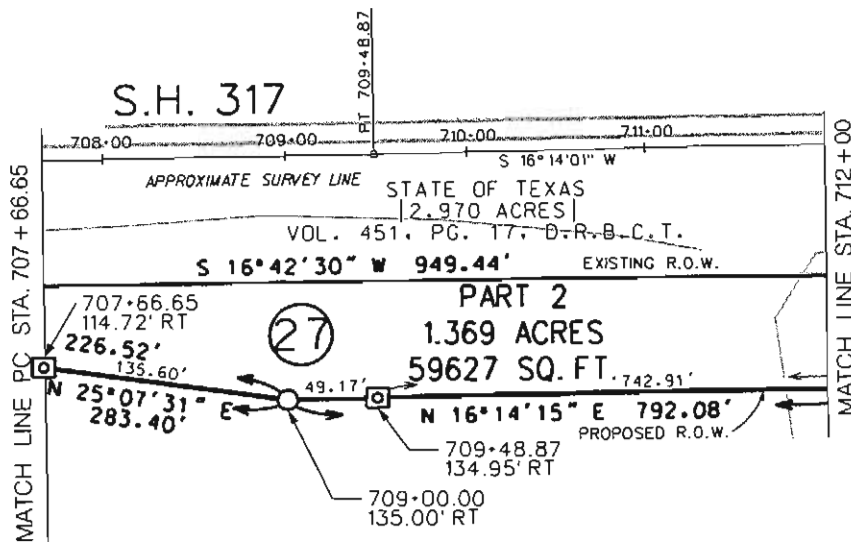 PT 709+48.87
S.H. 317
708+00
709+00
710+00
711+00
S 16°14'01" W
APPROXIMATE SURVEY LINE
STATE OF TEXAS
2.970 ACRES
VOL. 451, PG. 17, D.R.B.C.T.
S 16°42'30" W 949.44'
EXISTING R.O.W.
MATCH LINE PC STA. 707+66.65
MATCH LINE STA. 712+00
707+66.65
114.72' RT
27
PART 2
1.369 ACRES
59627 SQ. FT.
226.52'
135.60'
49.17'
742.91'
N 25°07'31" E
283.40'
N 16°14'15" E 792.08'
PROPOSED R.O.W.
709+48.87
134.95' RT
709+00.00
135.00' RT